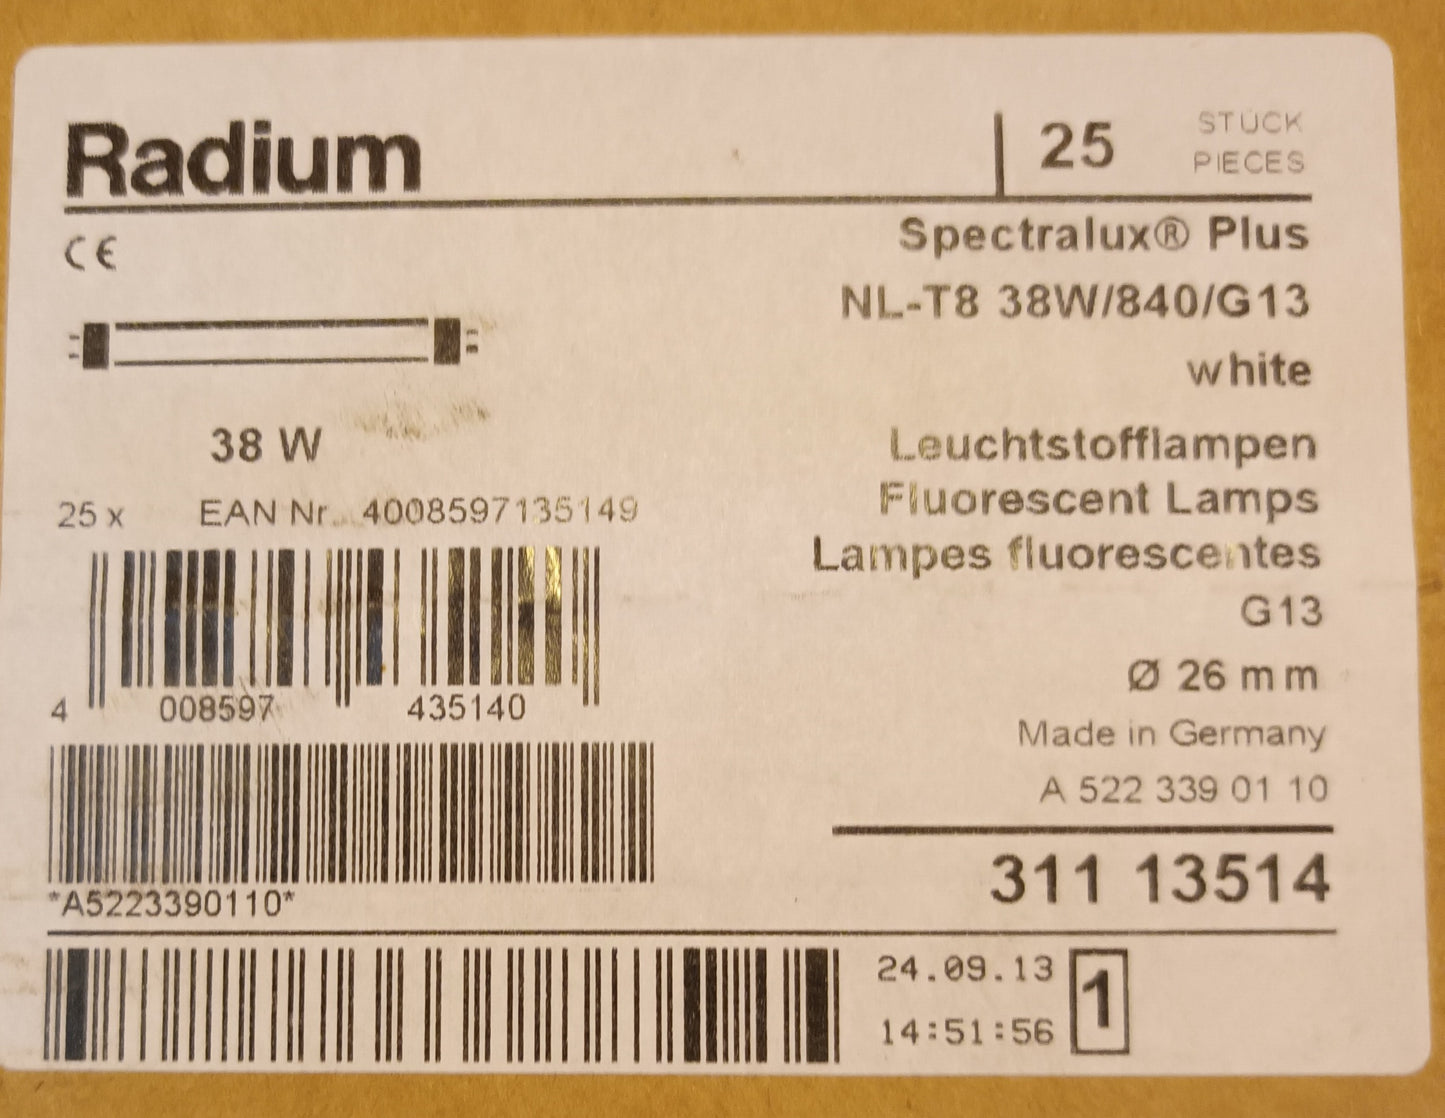 Radium
25
STÜCK
PIECES
CE
Spectralux® Plus
NL-T8 38W/840/G13
white
38 W
Leuchtstofflampen
Fluorescent Lamps
Lampes fluorescentes
25 x EAN Nr. 4008597135149
G13
Ø 26 mm
4 008597 435140
Made in Germany
A 522 339 01 10
311 13514
*A5223390110*
24.09.13
14:51:56
1